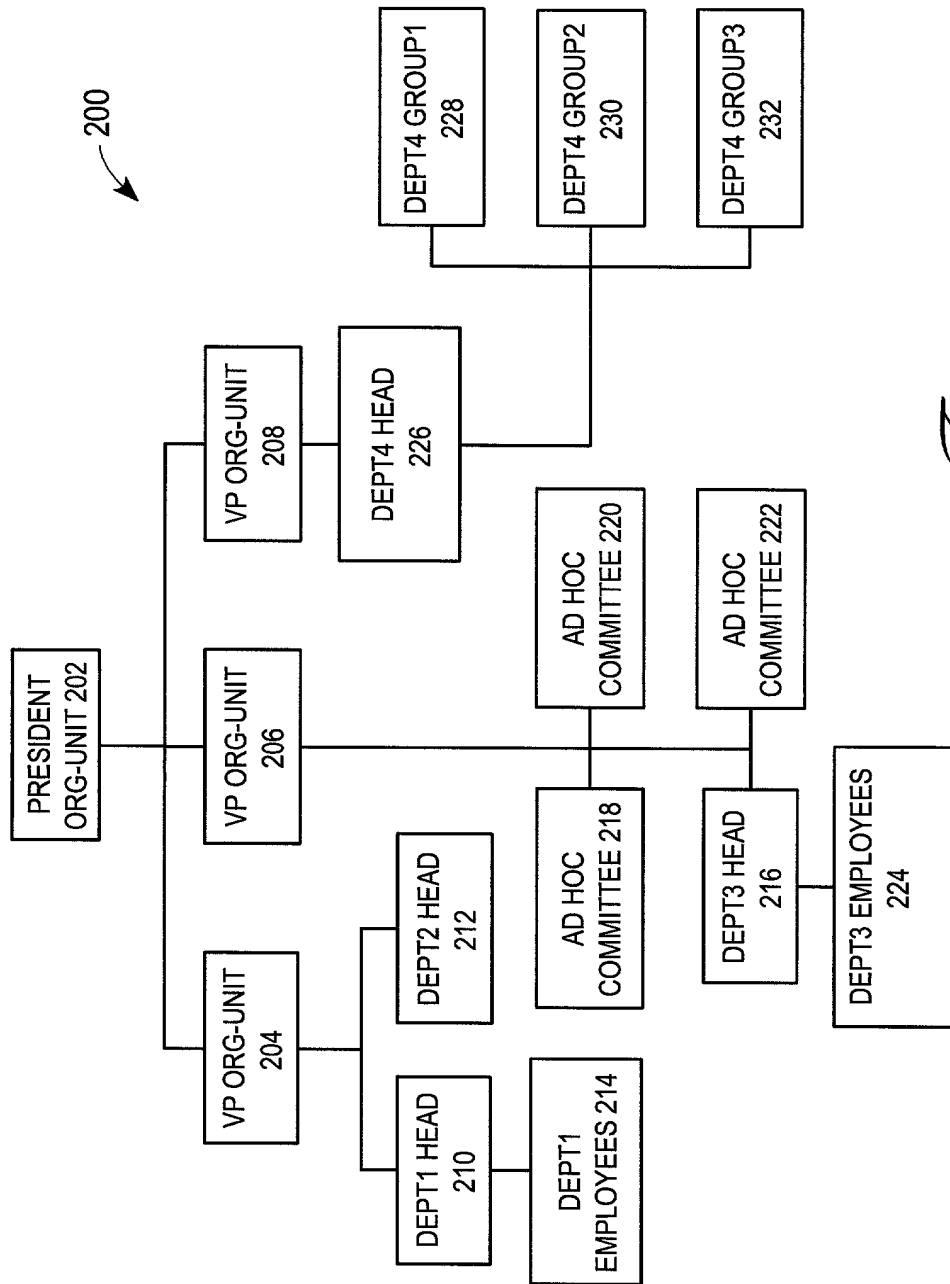 200
PRESIDENT
ORG-UNIT 202
VP ORG-UNIT
204
VP ORG-UNIT
206
VP ORG-UNIT
208
DEPT1 HEAD
210
DEPT2 HEAD
212
DEPT4 HEAD
226
DEPT1
EMPLOYEES 214
AD HOC
COMMITTEE 218
AD HOC
COMMITTEE 220
DEPT4 GROUP1
228
DEPT4 GROUP2
230
DEPT4 GROUP3
232
DEPT3 HEAD
216
AD HOC
COMMITTEE 222
DEPT3 EMPLOYEES
224